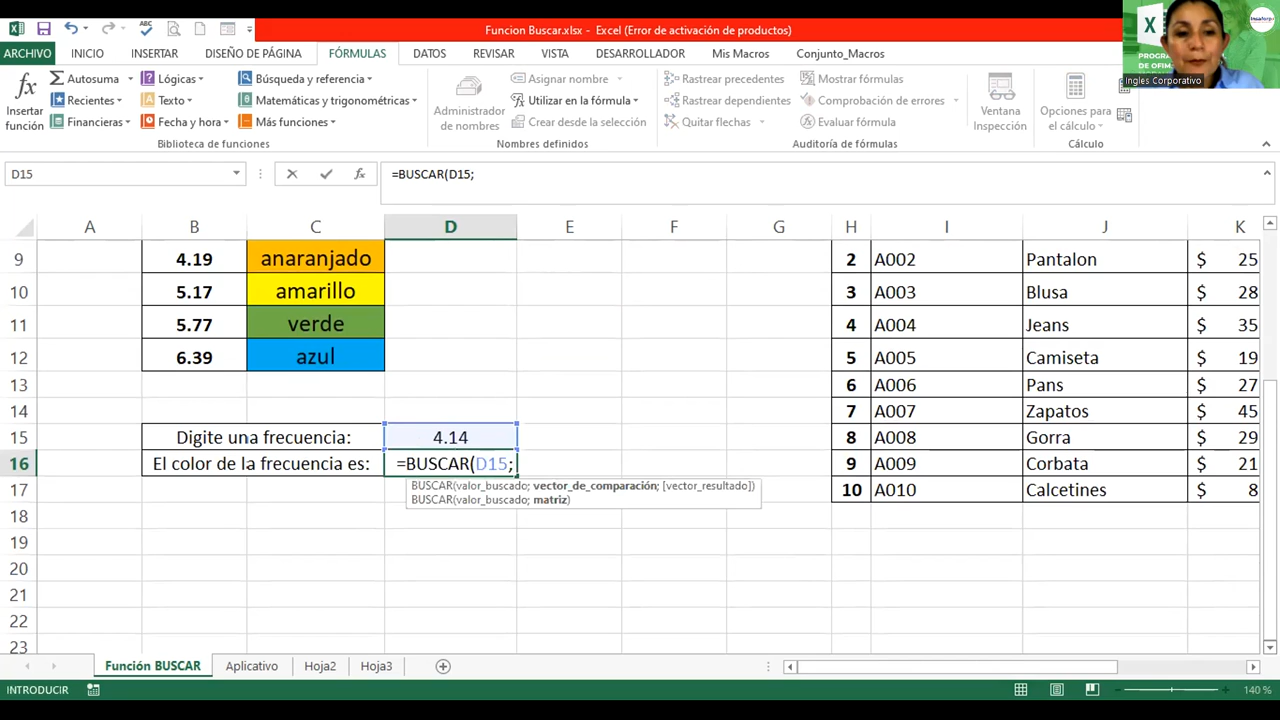 Funcion Buscar.xlsx - Excel (Error de activación de productos)
ARCHIVO INICIO INSERTAR DISEÑO DE PÁGINA FÓRMULAS DATOS REVISAR VISTA DESARROLLADOR Mis Macros Conjunto_Macros
PROGRA
DE OFIM
Ingles Corporativo
insaforp
fx Insertar función
Autosuma Lógicas Búsqueda y referencia
Recientes Texto Matemáticas y trigonométricas
Financieras Fecha y hora Más funciones
Biblioteca de funciones
Administrador de nombres
Asignar nombre
Utilizar en la fórmula
Crear desde la selección
Nombres definidos
Rastrear precedentes Mostrar fórmulas
Rastrear dependientes Comprobación de errores
Quitar flechas Evaluar fórmula
Ventana Inspección
Auditoría de fórmulas
Opciones para el cálculo
Cálculo
D15 fx =BUSCAR(D15;
A B C D E F G H I J K
9 4.19 anaranjado 2 A002 Pantalon $ 25
10 5.17 amarillo 3 A003 Blusa $ 28
11 5.77 verde 4 A004 Jeans $ 35
12 6.39 azul 5 A005 Camiseta $ 19
13 6 A006 Pans $ 27
14 7 A007 Zapatos $ 45
15 Digite una frecuencia: 4.14 8 A008 Gorra $ 29
16 El color de la frecuencia es: =BUSCAR(D15; 9 A009 Corbata $ 21
17 10 A010 Calcetines $ 8
BUSCAR(valor_buscado; vector_de_comparación; [vector_resultado])
BUSCAR(valor_buscado; matriz)
18
19
20
21
22
23
Función BUSCAR Aplicativo Hoja2 Hoja3
INTRODUCIR 140 %